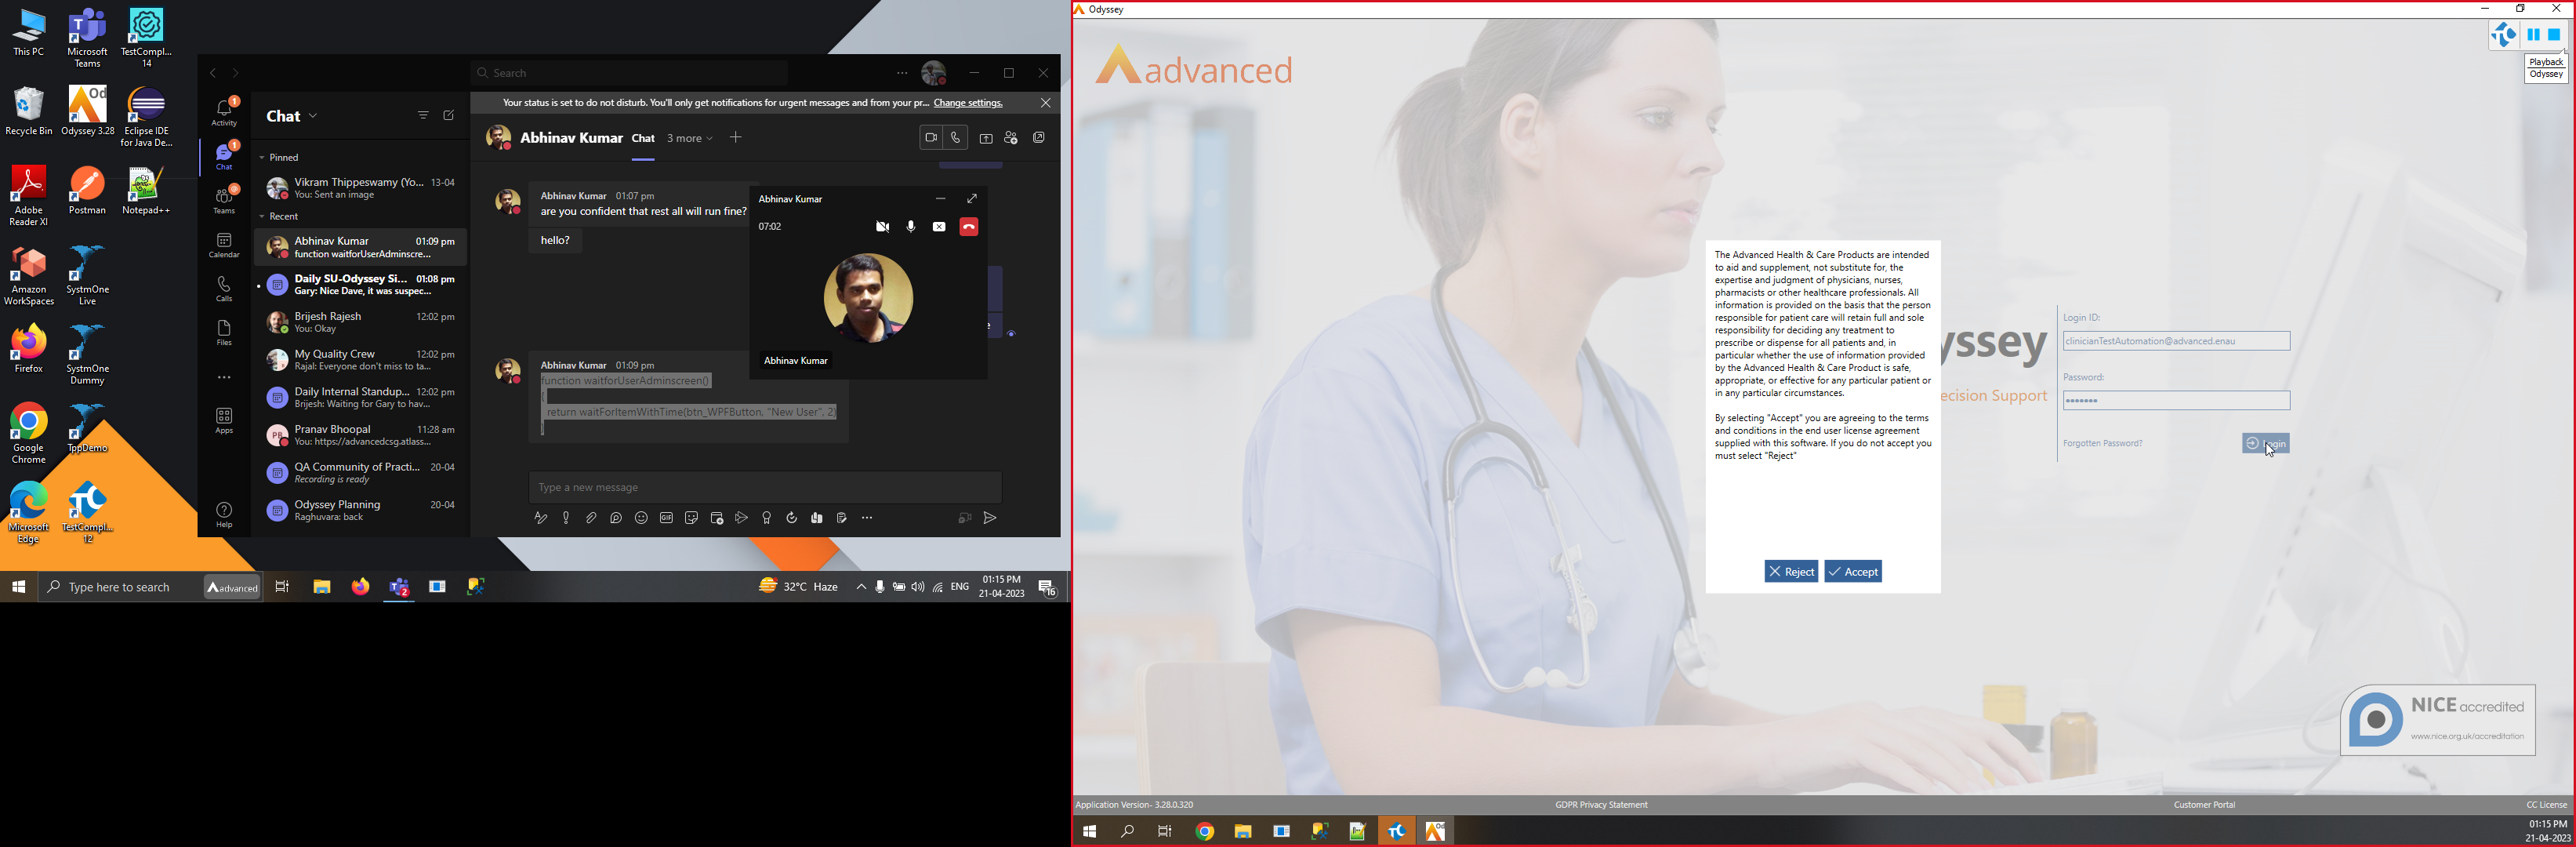 This PC
Microsoft
Teams
TestCompl...
14
Recycle Bin
Odyssey 3.28
Eclipse IDE
for Java De...
Adobe
Reader XI
Postman
Notepad++
Amazon
WorkSpaces
SystmOne
Live
Firefox
SystmOne
Dummy
Google
Chrome
TppDemo
Microsoft
Edge
TestCompl...
12
Search
Activity
1
Chat
1
Teams
Calendar
Calls
Files
Apps
Help
Chat
Pinned
Vikram Thippeswamy (Yo...
13-04
You: Sent an image
Recent
Abhinav Kumar
01:09 pm
function waitforUserAdminscre...
Daily SU-Odyssey Si...
01:08 pm
Gary: Nice Dave, it was suspec...
Brijesh Rajesh
12:02 pm
You: Okay
My Quality Crew
12:02 pm
Rajal: Everyone don't miss to ta...
Daily Internal Standup...
12:02 pm
Brijesh: Waiting for Gary to hav...
PB
Pranav Bhoopal
11:28 am
You: https://advancedcsg.atlass...
QA Community of Practi...
20-04
Recording is ready
Odyssey Planning
20-04
Raghuvara: back
Your status is set to do not disturb. You'll only get notifications for urgent messages and from your pr... Change settings.
Abhinav Kumar Chat 3 more
Abhinav Kumar 01:07 pm
are you confident that rest all will run fine?
hello?
Abhinav Kumar
07:02
Abhinav Kumar
Abhinav Kumar 01:09 pm
function waitforUserAdminscreen()
{
return waitForItemWithTime(btn_WPFButton, "New User", 2)
}
Type a new message
GIF
Type here to search
advanced
2
32°C Haze
ENG
01:15 PM
21-04-2023
16
Odyssey
advanced
Playback
Odyssey
The Advanced Health & Care Products are intended
to aid and supplement, not substitute for, the
expertise and judgment of physicians, nurses,
pharmacists or other healthcare professionals. All
information is provided on the basis that the person
responsible for patient care will retain full and sole
responsibility for deciding any treatment to
prescribe or dispense for all patients and, in
particular whether the use of information provided
by the Advanced Health & Care Product is safe,
appropriate, or effective for any particular patient or
in any particular circumstances.
By selecting "Accept" you are agreeing to the terms
and conditions in the end user license agreement
supplied with this software. If you do not accept you
must select "Reject"
Reject
Accept
yssey
ecision Support
Login ID:
clinicianTestAutomation@advanced.enau
Password:
•••••••
Forgotten Password?
Login
NICE accredited
www.nice.org.uk/accreditation
Application Version- 3.28.0.320
GDPR Privacy Statement
Customer Portal
CC License
01:15 PM
21-04-2023